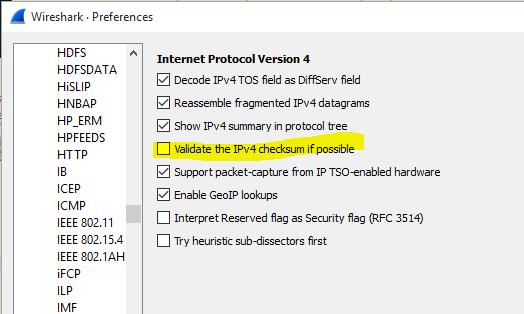 Wireshark · Preferences
HDFS
HDFSDATA
HiSLIP
HNBAP
HP_ERM
HPFEEDS
HTTP
IB
ICEP
ICMP
IEEE 802.11
IEEE 802.15.4
IEEE 802.1AH
iFCP
ILP
IMF
Internet Protocol Version 4
Decode IPv4 TOS field as DiffServ field
Reassemble fragmented IPv4 datagrams
Show IPv4 summary in protocol tree
Validate the IPv4 checksum if possible
Support packet-capture from IP TSO-enabled hardware
Enable GeoIP lookups
Interpret Reserved flag as Security flag (RFC 3514)
Try heuristic sub-dissectors first